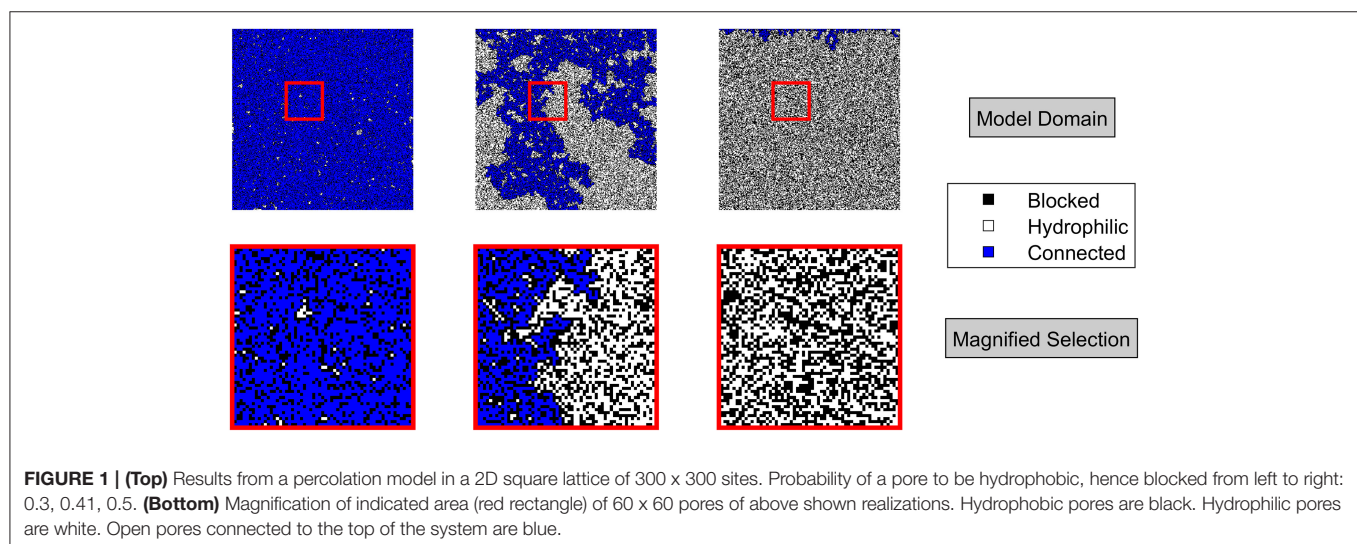 Model Domain
Blocked
Hydrophilic
Connected
Magnified Selection
FIGURE 1 | (Top) Results from a percolation model in a 2D square lattice of 300 x 300 sites. Probability of a pore to be hydrophobic, hence blocked from left to right:
0.3, 0.41, 0.5. (Bottom) Magnification of indicated area (red rectangle) of 60 x 60 pores of above shown realizations. Hydrophobic pores are black. Hydrophilic pores
are white. Open pores connected to the top of the system are blue.